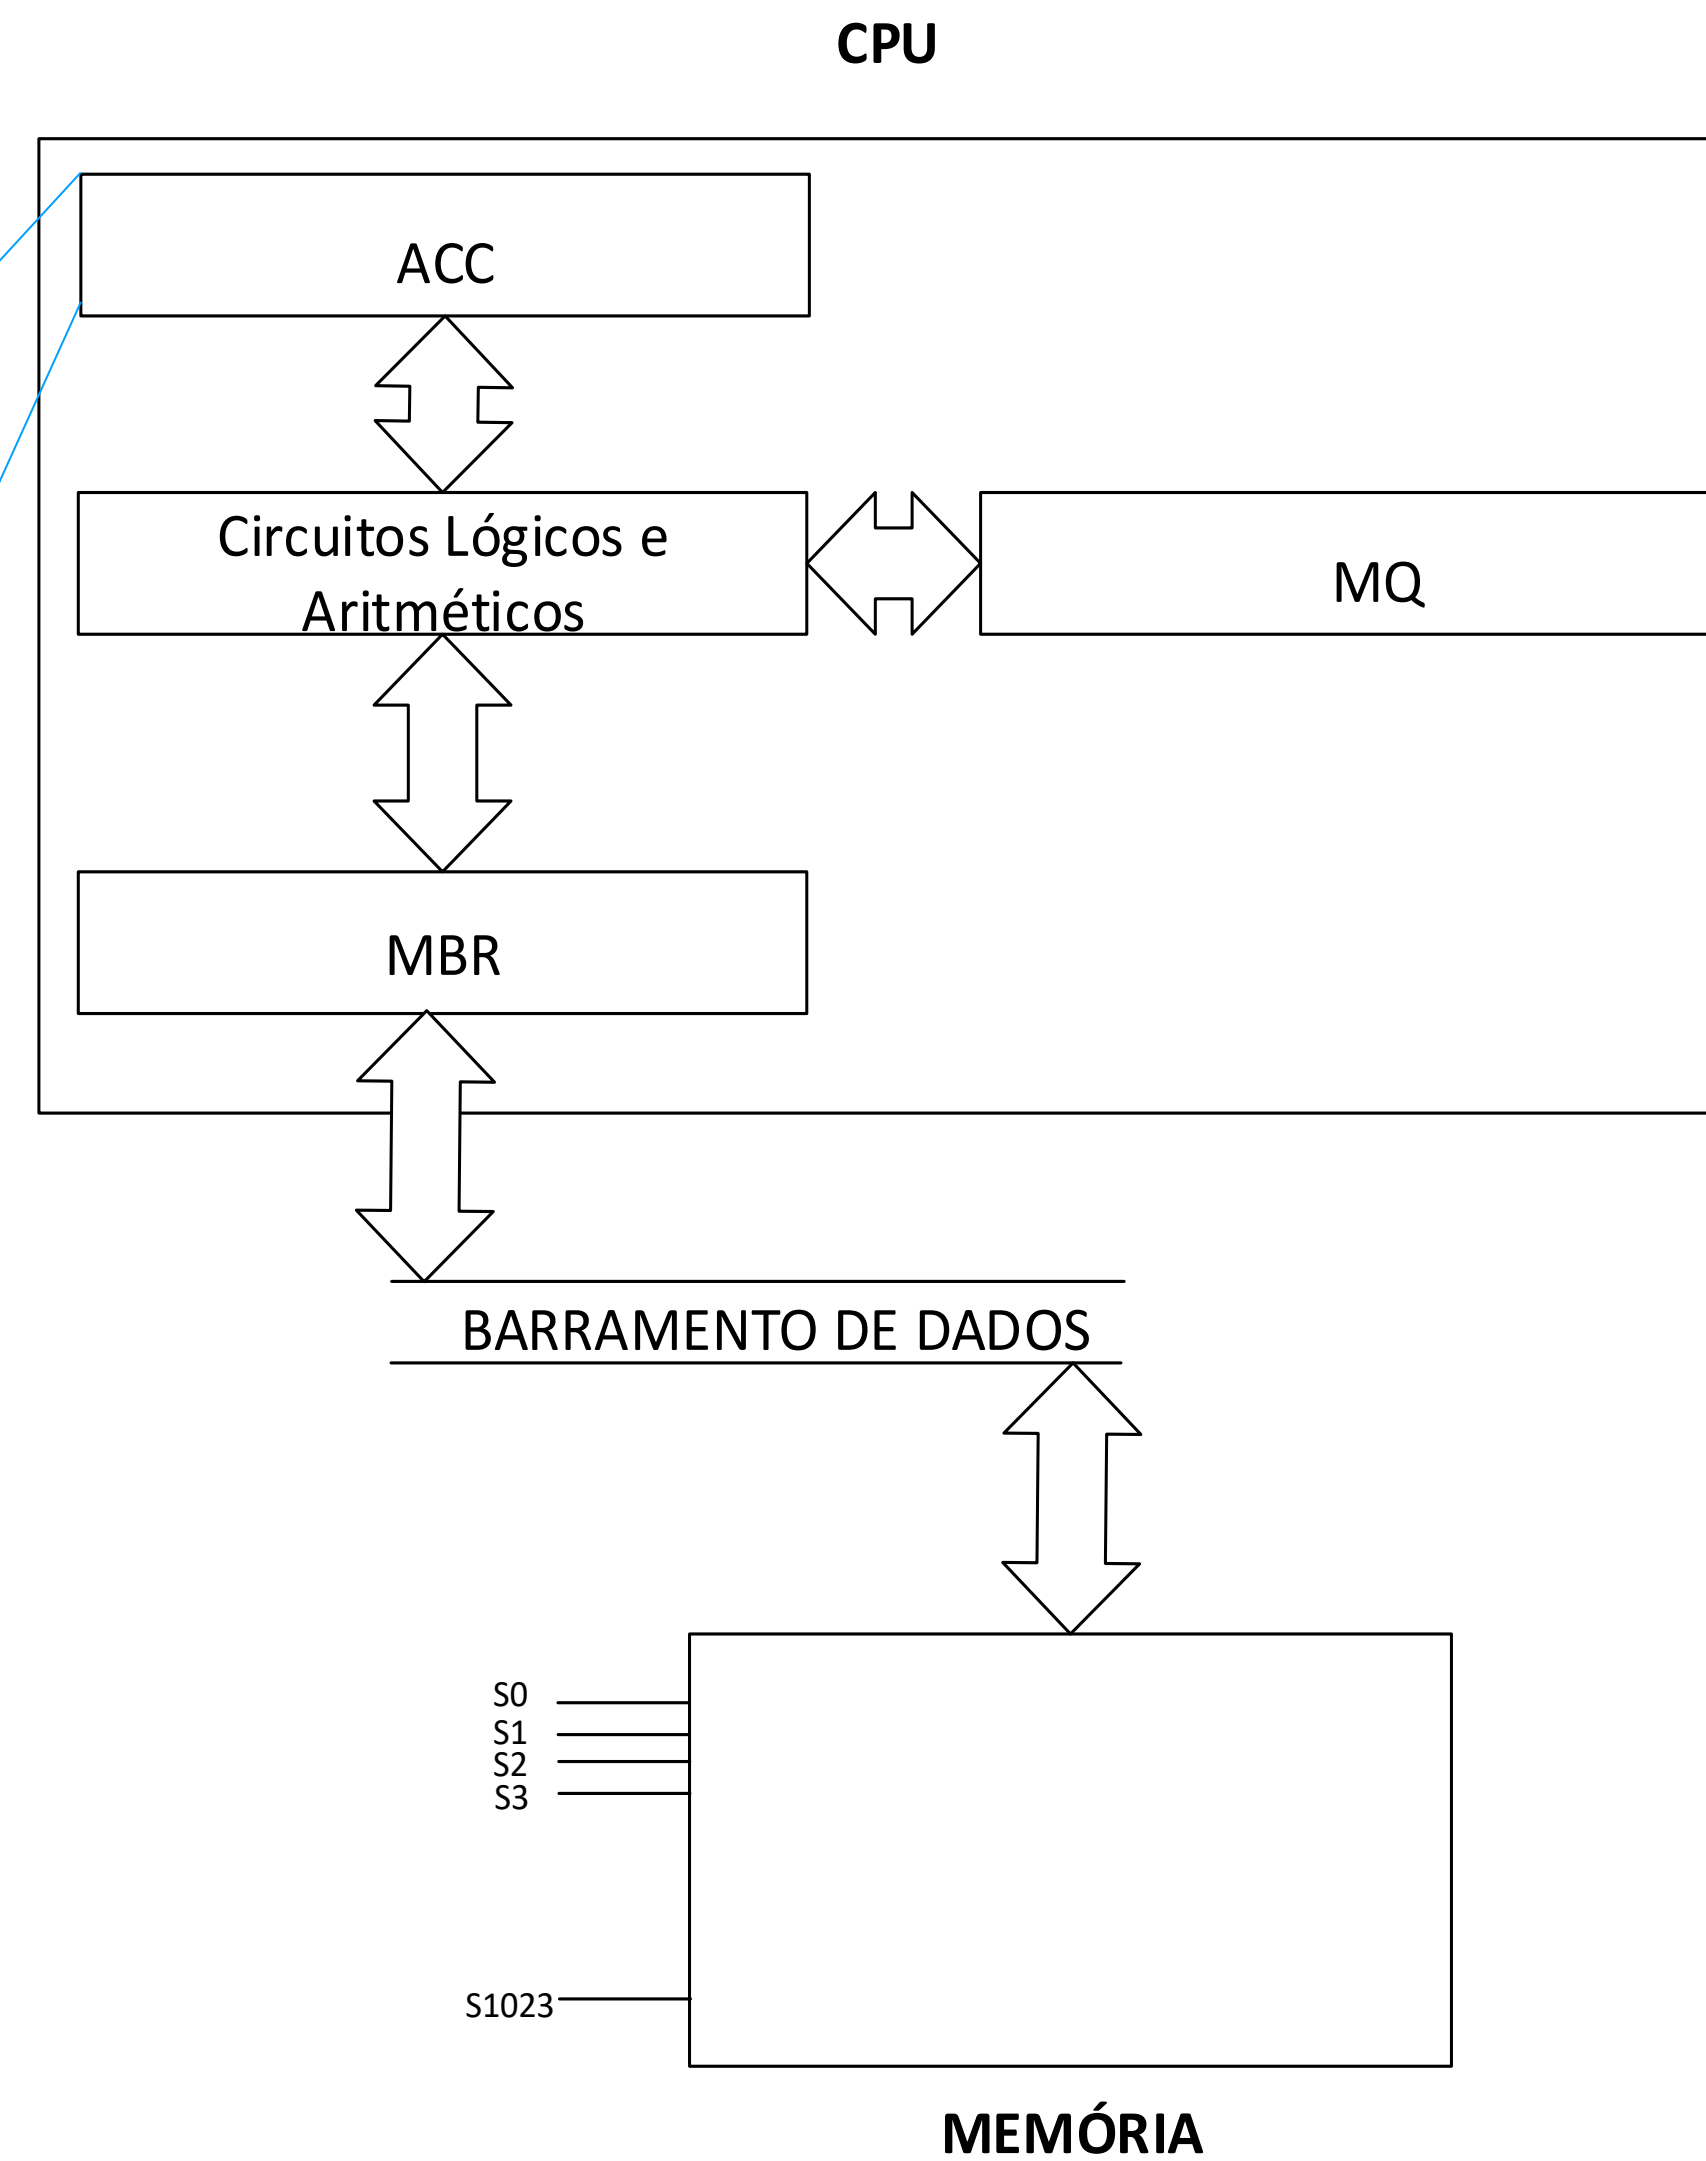 CPU
ACC
Circuitos Lógicos e
Aritméticos
MQ
MBR
BARRAMENTO DE DADOS
S0
S1
S2
S3
S1023
MEMÓRIA